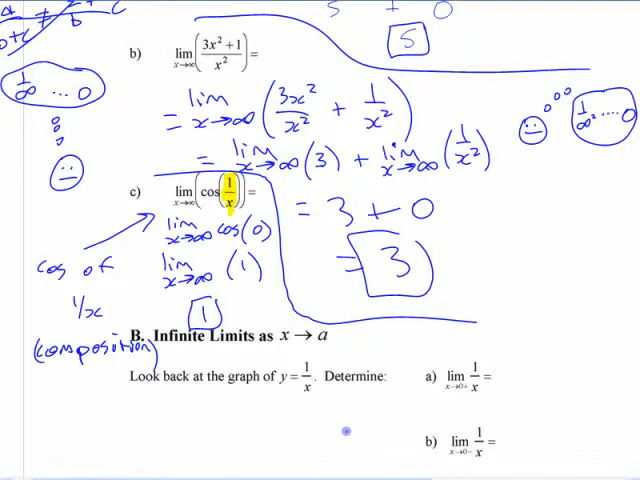 5 + 0
a/b+c ≠
5
b) lim x→∞ (3x² + 1 / x²) =
1/∞ ... 0
= lim x→∞ (3x²/x² + 1/x²)
1/∞² .... 0
= lim x→∞ (3) + lim x→∞ (1/x²)
c) lim x→∞ (cos(1/x)) =
= 3 + 0
lim x→∞ cos(0)
= 3
cos of
lim x→∞ (1)
1/x
1
(composition)
B. Infinite Limits as x → a
Look back at the graph of y = 1/x. Determine:
a) lim x→0+ 1/x =
b) lim x→0− 1/x =